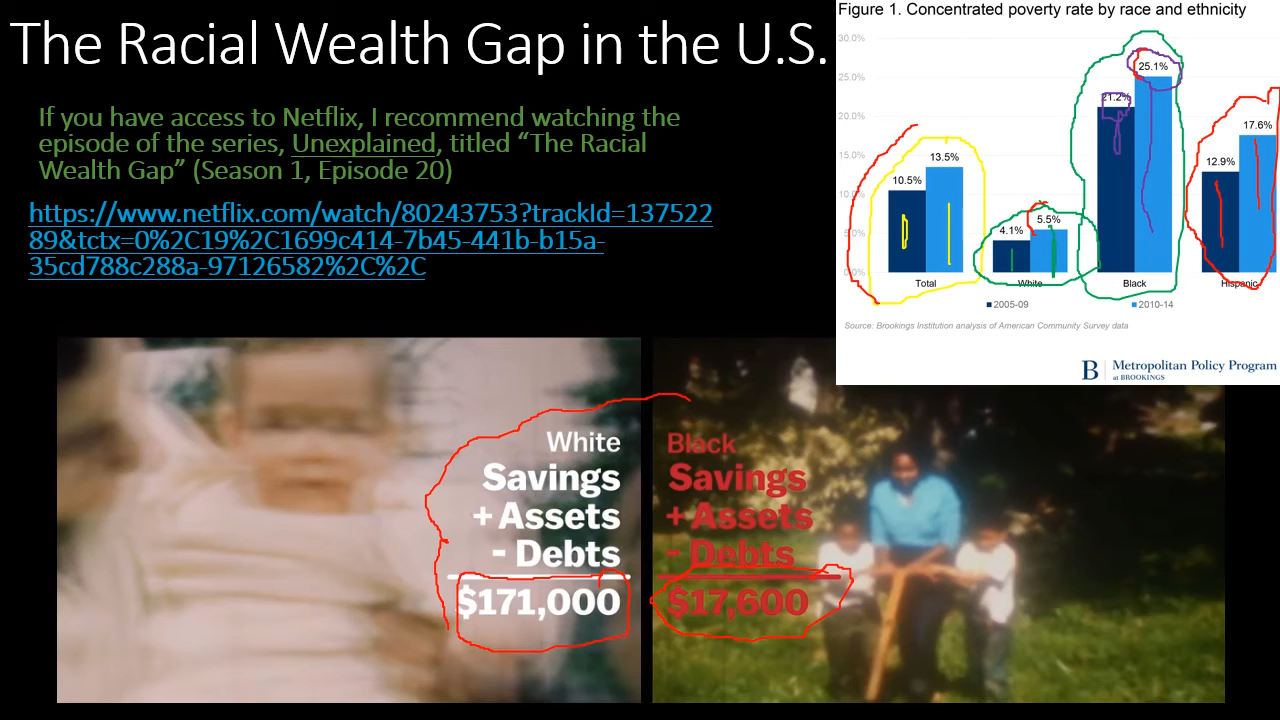 The Racial Wealth Gap in the U.S.
If you have access to Netflix, I recommend watching the
episode of the series, Unexplained, titled “The Racial
Wealth Gap” (Season 1, Episode 20)
https://www.netflix.com/watch/80243753?trackId=137522
89&tctx=0%2C19%2C1699c414-7b45-441b-b15a-
35cd788c288a-97126582%2C%2C
Figure 1. Concentrated poverty rate by race and ethnicity
30.0%
25.0%
20.0%
15.0%
10.0%
5.0%
0.0%
10.5%
13.5%
4.1%
5.5%
21.2%
25.1%
12.9%
17.6%
Total
White
Black
Hispanic
2005-09
2010-14
Source: Brookings Institution analysis of American Community Survey data
B
Metropolitan Policy Program
at BROOKINGS
White
Savings
+ Assets
- Debts
$171,000
Black
Savings
+ Assets
- Debts
$17,600